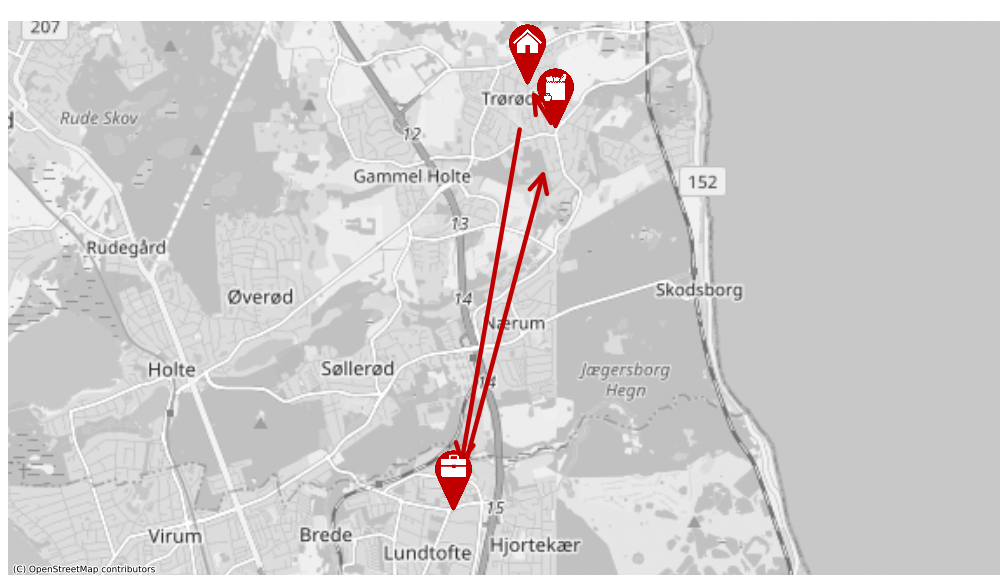 207
Trørød
Rude Skov
12
Gammel Holte
152
13
Rudegård
Skodsborg
Øverød
14
Nærum
Holte
Søllerød
Jægersborg
Hegn
14
15
Virum
Brede
Hjortekær
Lundtofte
(C) OpenStreetMap contributors